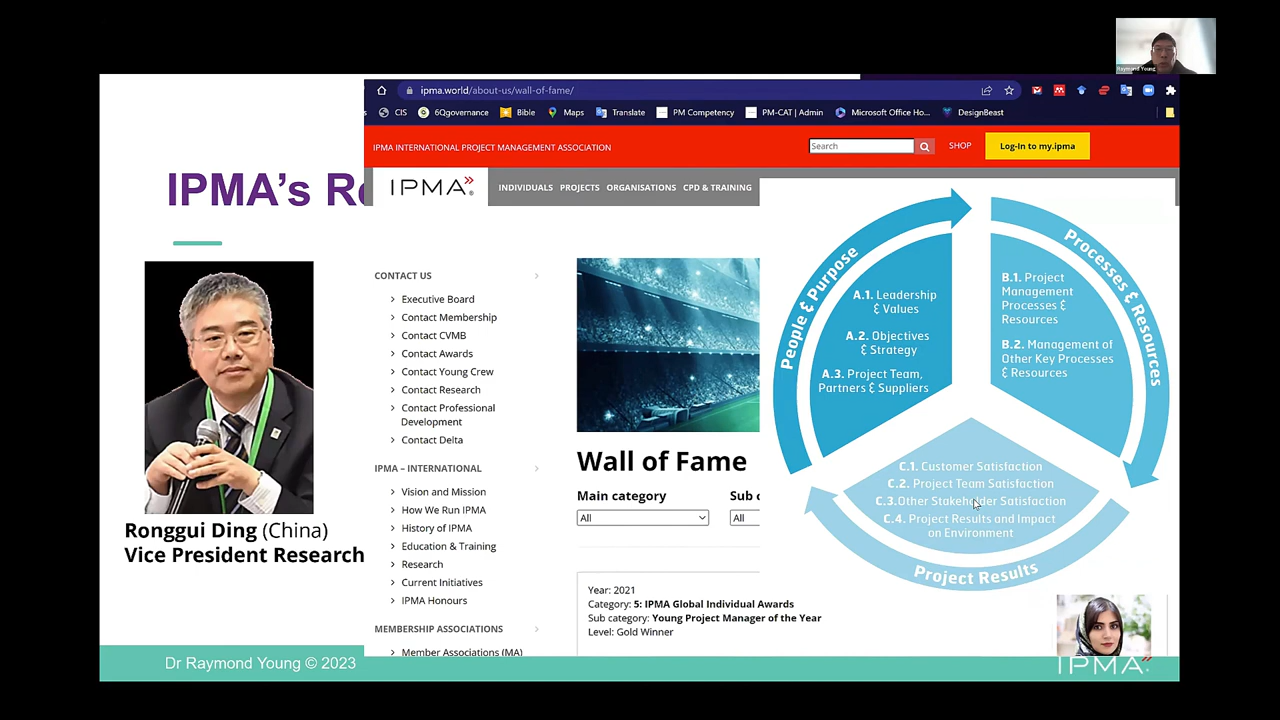 Raymond Young
ipma.world/about-us/wall-of-fame/
CIS
6Qgovernance
Bible
Maps
Translate
PM Competency
PM-CAT | Admin
Microsoft Office Ho...
DesignBeast
IPMA INTERNATIONAL PROJECT MANAGEMENT ASSOCIATION
Search
SHOP
Log-In to my.ipma
IPMA®
INDIVIDUALS
PROJECTS
ORGANISATIONS
CPD & TRAINING
IPMA's Re
Ronggui Ding (China)
Vice President Research
CONTACT US
Executive Board
Contact Membership
Contact CVMB
Contact Awards
Contact Young Crew
Contact Research
Contact Professional
Development
Contact Delta
IPMA – INTERNATIONAL
Vision and Mission
How We Run IPMA
History of IPMA
Education & Training
Research
Current Initiatives
IPMA Honours
MEMBERSHIP ASSOCIATIONS
Member Associations (MA)
Wall of Fame
Main category
Sub c
All
All
Year: 2021
Category: 5: IPMA Global Individual Awards
Sub category: Young Project Manager of the Year
Level: Gold Winner
People & Purpose
A.1. Leadership
& Values
A.2. Objectives
& Strategy
A.3. Project Team,
Partners & Suppliers
Processes & Resources
B.1. Project
Management
Processes &
Resources
B.2. Management of
Other Key Processes
& Resources
C.1. Customer Satisfaction
C.2. Project Team Satisfaction
C.3.Other Stakeholder Satisfaction
C.4. Project Results and Impact
on Environment
Project Results
Dr Raymond Young © 2023
IPMA